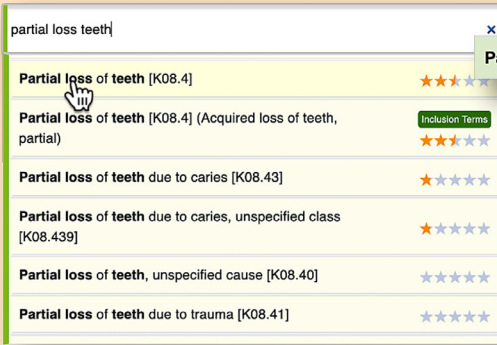 partial loss teeth
×
Partial loss of teeth [K08.4]
Partial loss of teeth [K08.4] (Acquired loss of teeth,
partial)
Inclusion Terms
Partial loss of teeth due to caries [K08.43]
Partial loss of teeth due to caries, unspecified class
[K08.439]
Partial loss of teeth, unspecified cause [K08.40]
Partial loss of teeth due to trauma [K08.41]